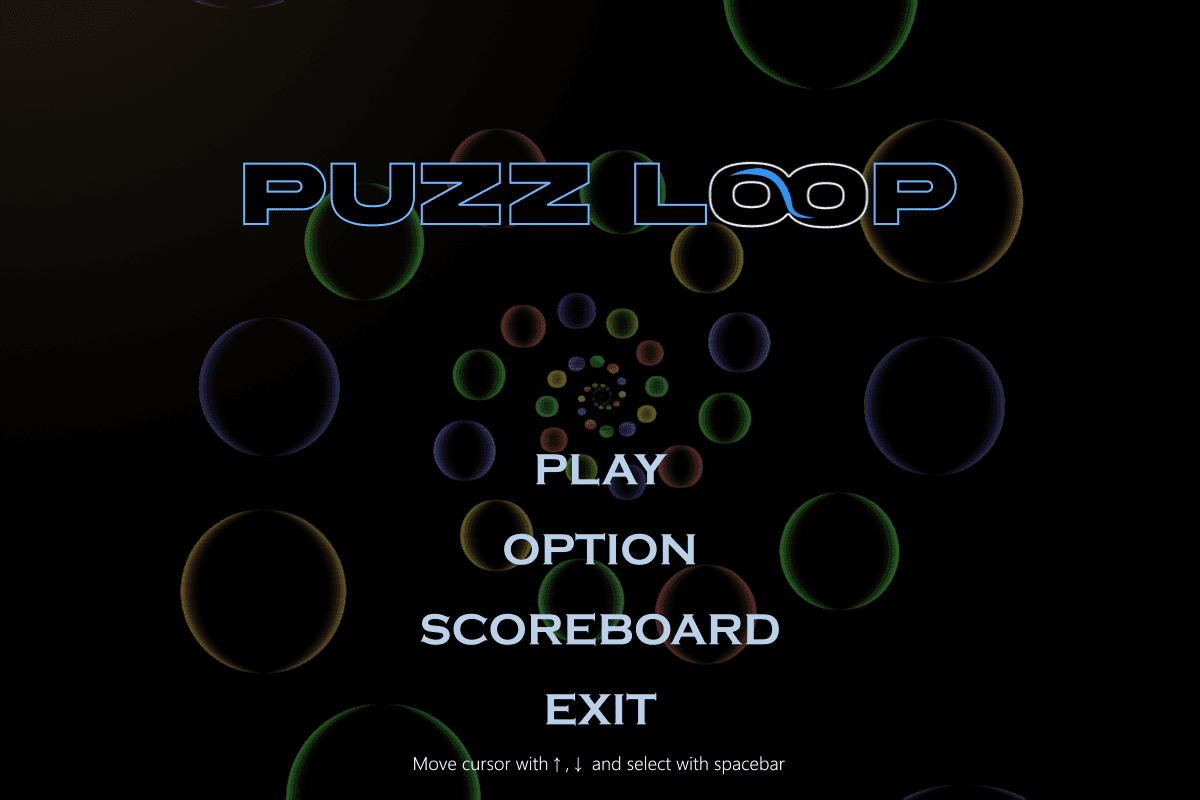 PUZZ LOOP
PLAY
OPTION
SCOREBOARD
EXIT
Move cursor with ↑ , ↓ and select with spacebar